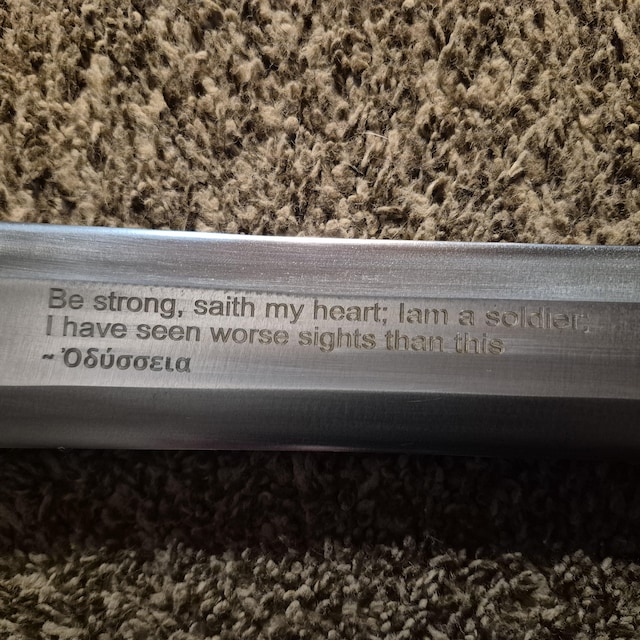 Be strong, saith my heart; Iam a soldier;
I have seen worse sights than this
~Ὀδύσσεια